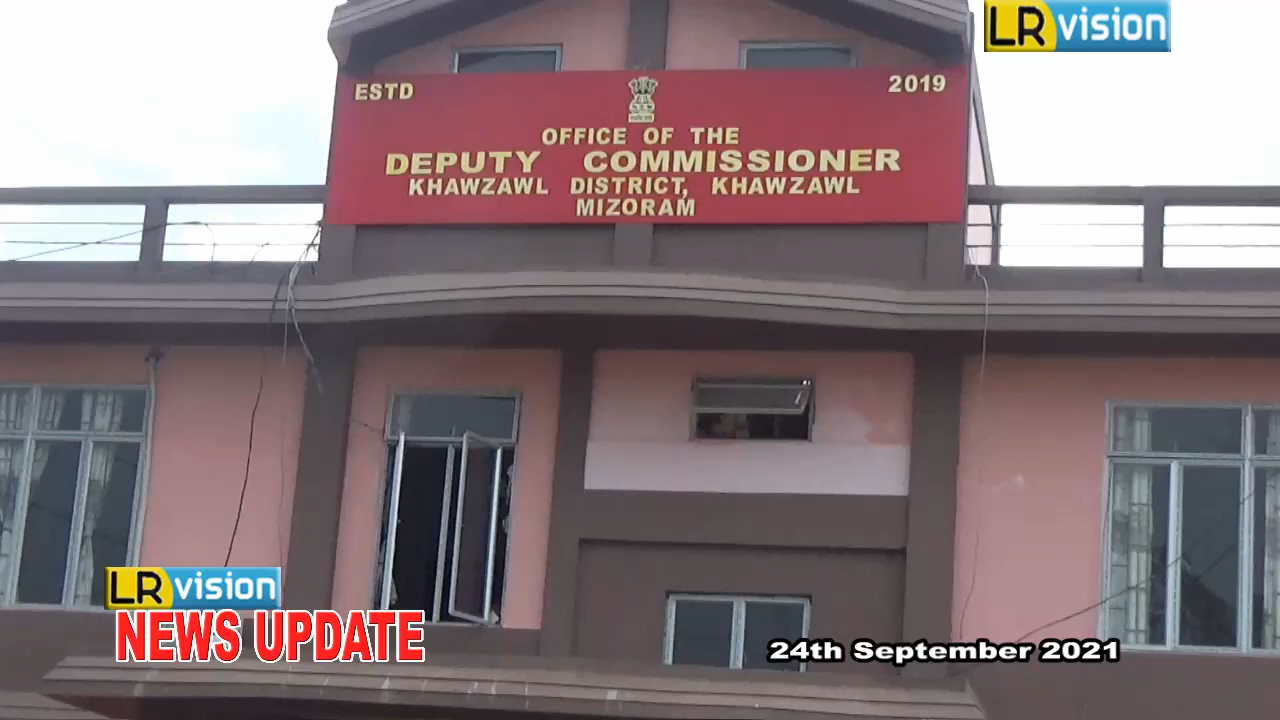 LR vision
ESTD
2019
OFFICE OF THE
DEPUTY COMMISSIONER
KHAWZAWL DISTRICT, KHAWZAWL
MIZORAM
LR vision
NEWS UPDATE
24th September 2021